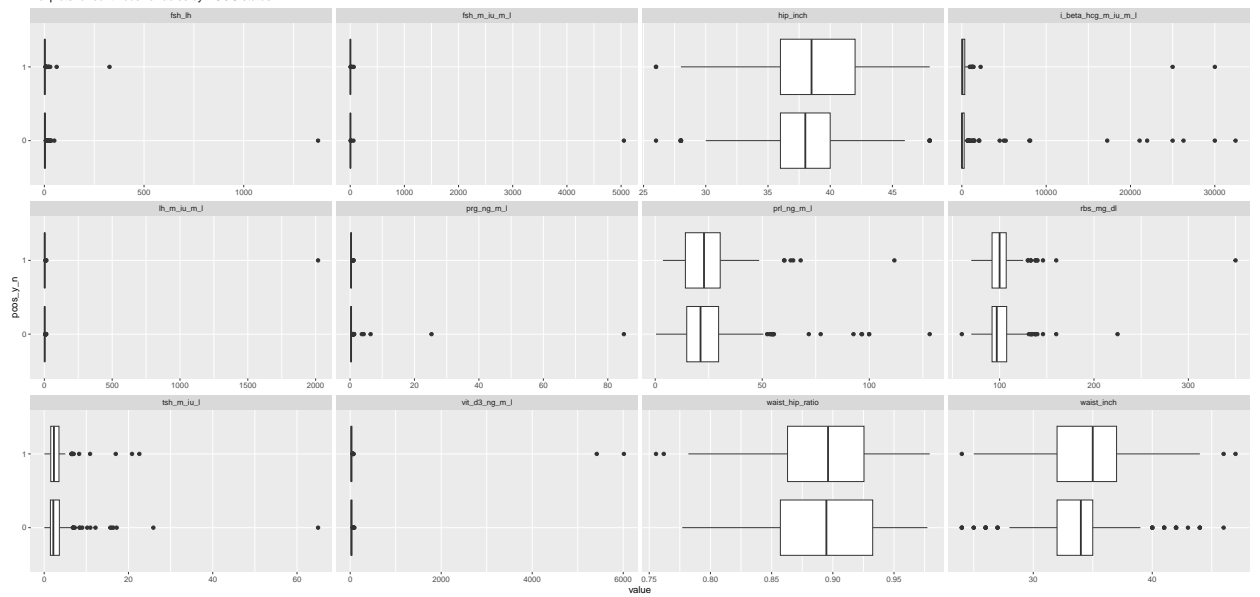 fsh_lh fsh_m_iu_m_l hip_inch i_beta_hcg_m_iu_m_l
1
0
0 500 1000 0 1000 2000 3000 4000 5000 25 30 35 40 45 0 10000 20000 30000
lh_m_iu_m_l prg_ng_m_l prl_ng_m_l rbs_mg_dl
pcos_y_n
1
0
0 500 1000 1500 2000 0 20 40 60 80 0 50 100 100 200 300
tsh_m_iu_l vit_d3_ng_m_l waist_hip_ratio waist_inch
1
0
0 20 40 60 0 2000 4000 6000 0.75 0.80 0.85 0.90 0.95 30 40
value